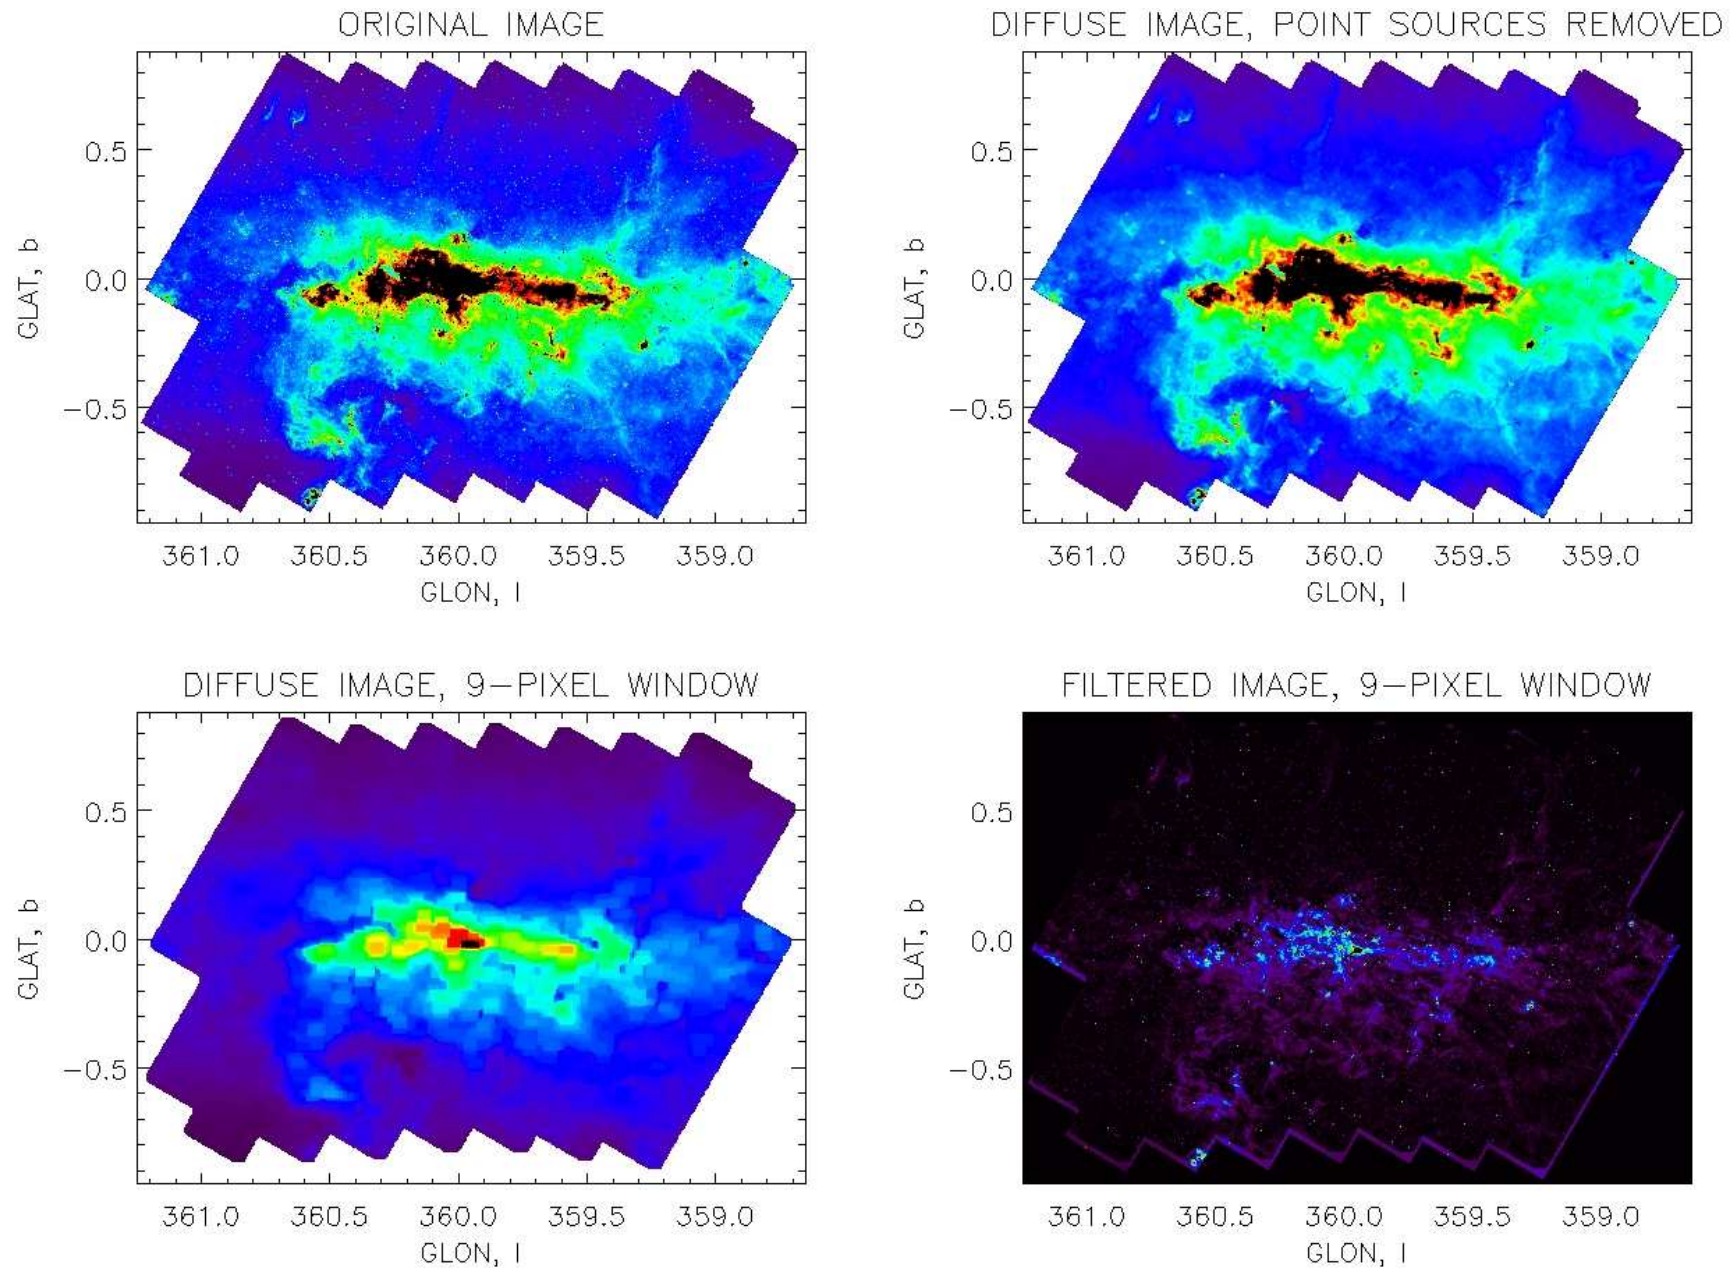 ORIGINAL IMAGE
0.5
0.0
−0.5
GLAT, b
361.0 360.5 360.0 359.5 359.0
GLON, l
DIFFUSE IMAGE, POINT SOURCES REMOVED
0.5
0.0
−0.5
GLAT, b
361.0 360.5 360.0 359.5 359.0
GLON, l
DIFFUSE IMAGE, 9−PIXEL WINDOW
0.5
0.0
−0.5
GLAT, b
361.0 360.5 360.0 359.5 359.0
GLON, l
FILTERED IMAGE, 9−PIXEL WINDOW
0.5
0.0
−0.5
GLAT, b
361.0 360.5 360.0 359.5 359.0
GLON, l